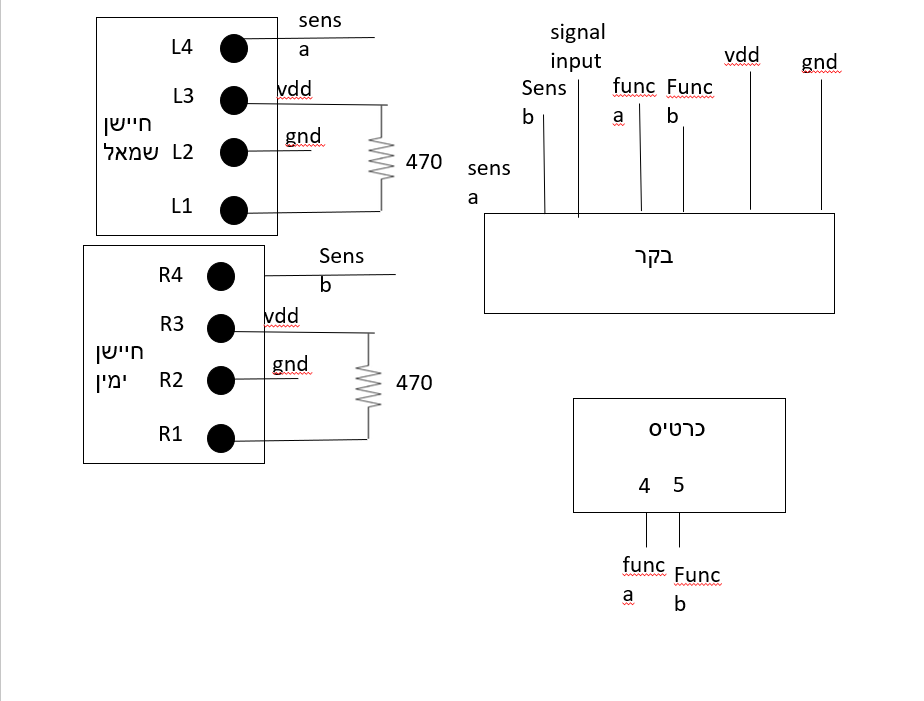 sens
a
L4
L3
vdd
חיישן
שמאל
L2
gnd
470
L1
Sens
b
R4
R3
vdd
חיישן
ימין
R2
gnd
470
R1
signal
input
Sens
b
func
a
Func
b
vdd
gnd
sens
a
בקר
כרטיס
4 5
func
a
Func
b